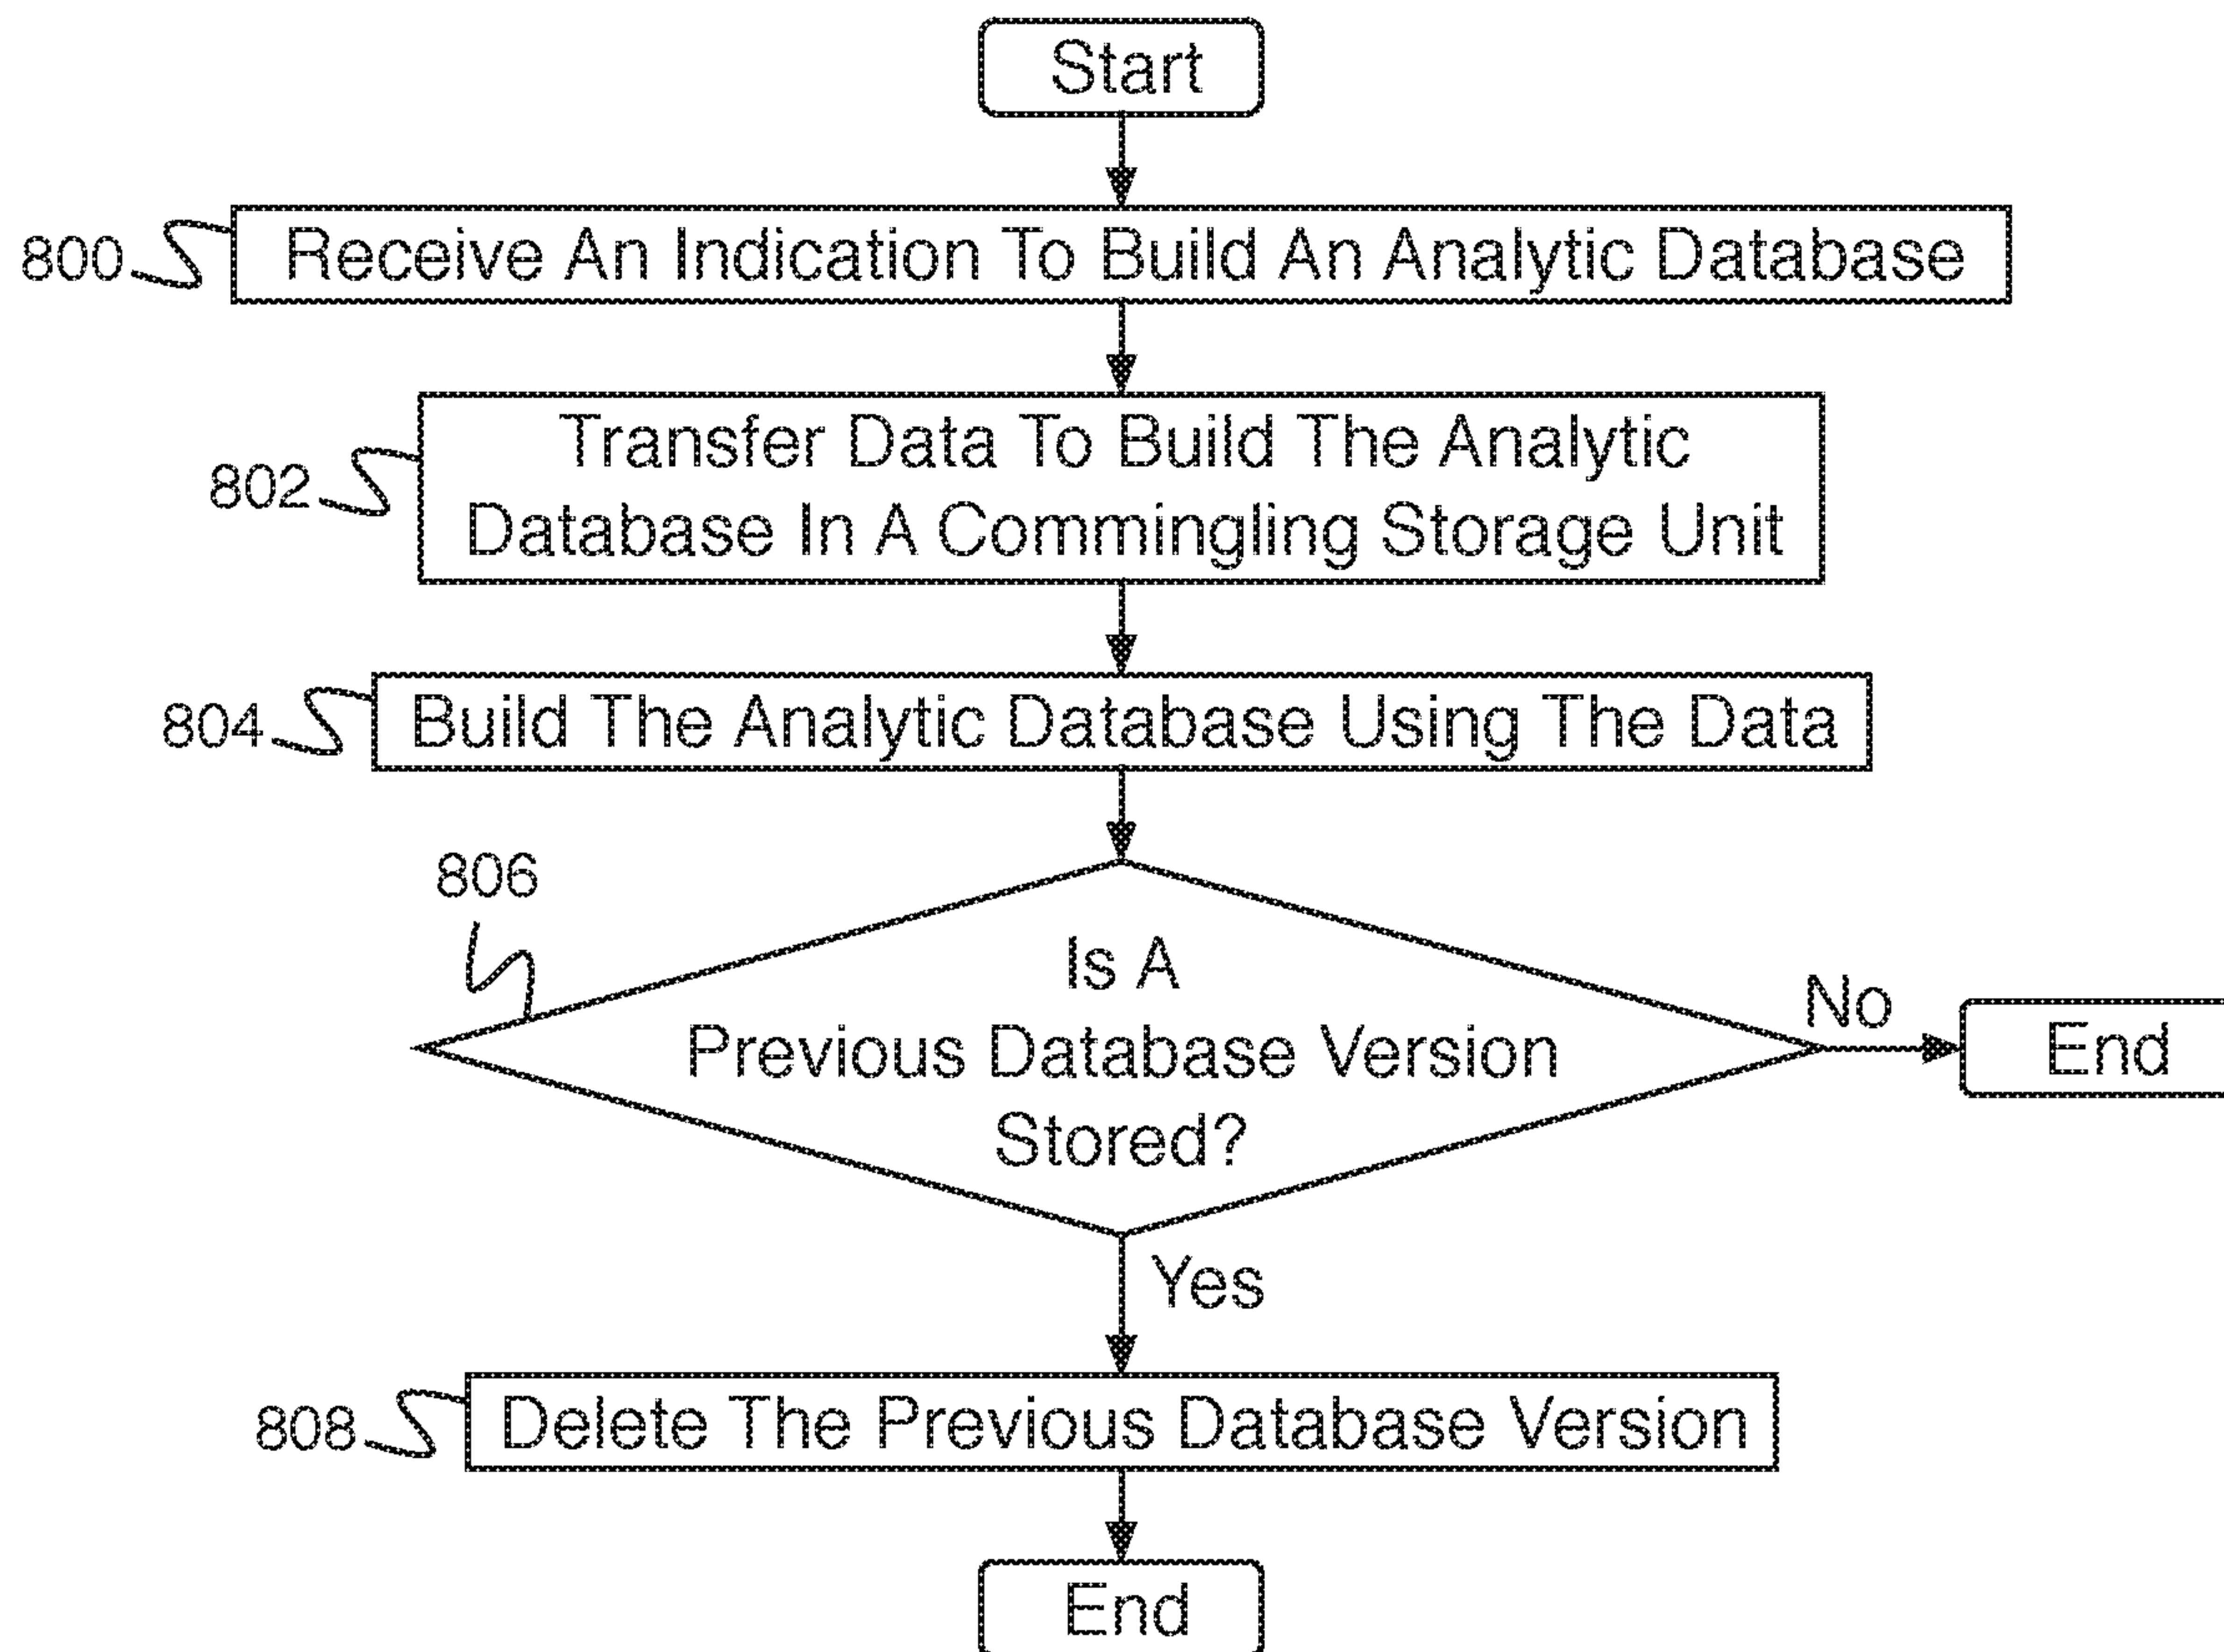 Start
800
Receive An Indication To Build An Analytic Database
802
Transfer Data To Build The Analytic
Database In A Commingling Storage Unit
804
Build The Analytic Database Using The Data
806
Is A
Previous Database Version
Stored?
No
End
Yes
808
Delete The Previous Database Version
End